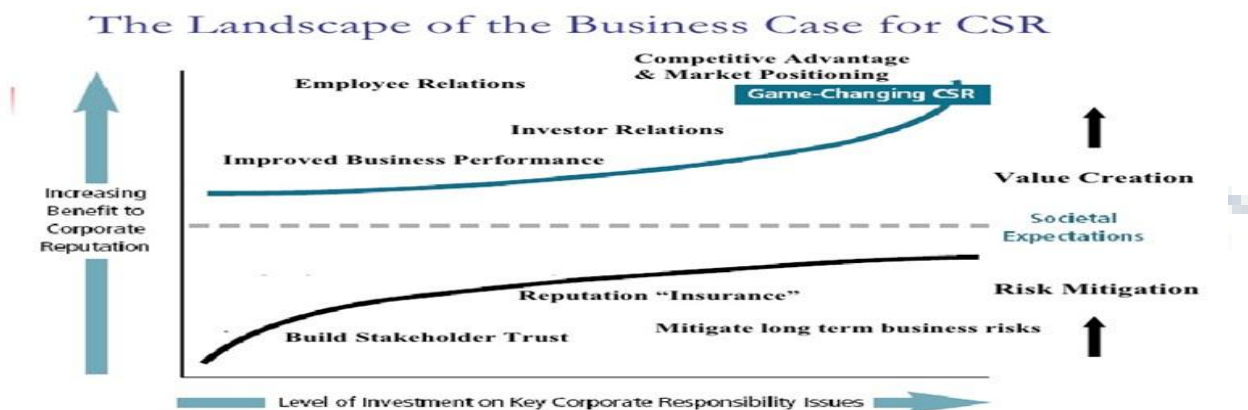 The Landscape of the Business Case for CSR
Competitive Advantage
& Market Positioning
Employee Relations
Game-Changing CSR
Investor Relations
Improved Business Performance
Value Creation
Increasing
Benefit to
Corporate
Reputation
Societal
Expectations
Reputation “Insurance”
Risk Mitigation
Build Stakeholder Trust
Mitigate long term business risks
Level of Investment on Key Corporate Responsibility Issues